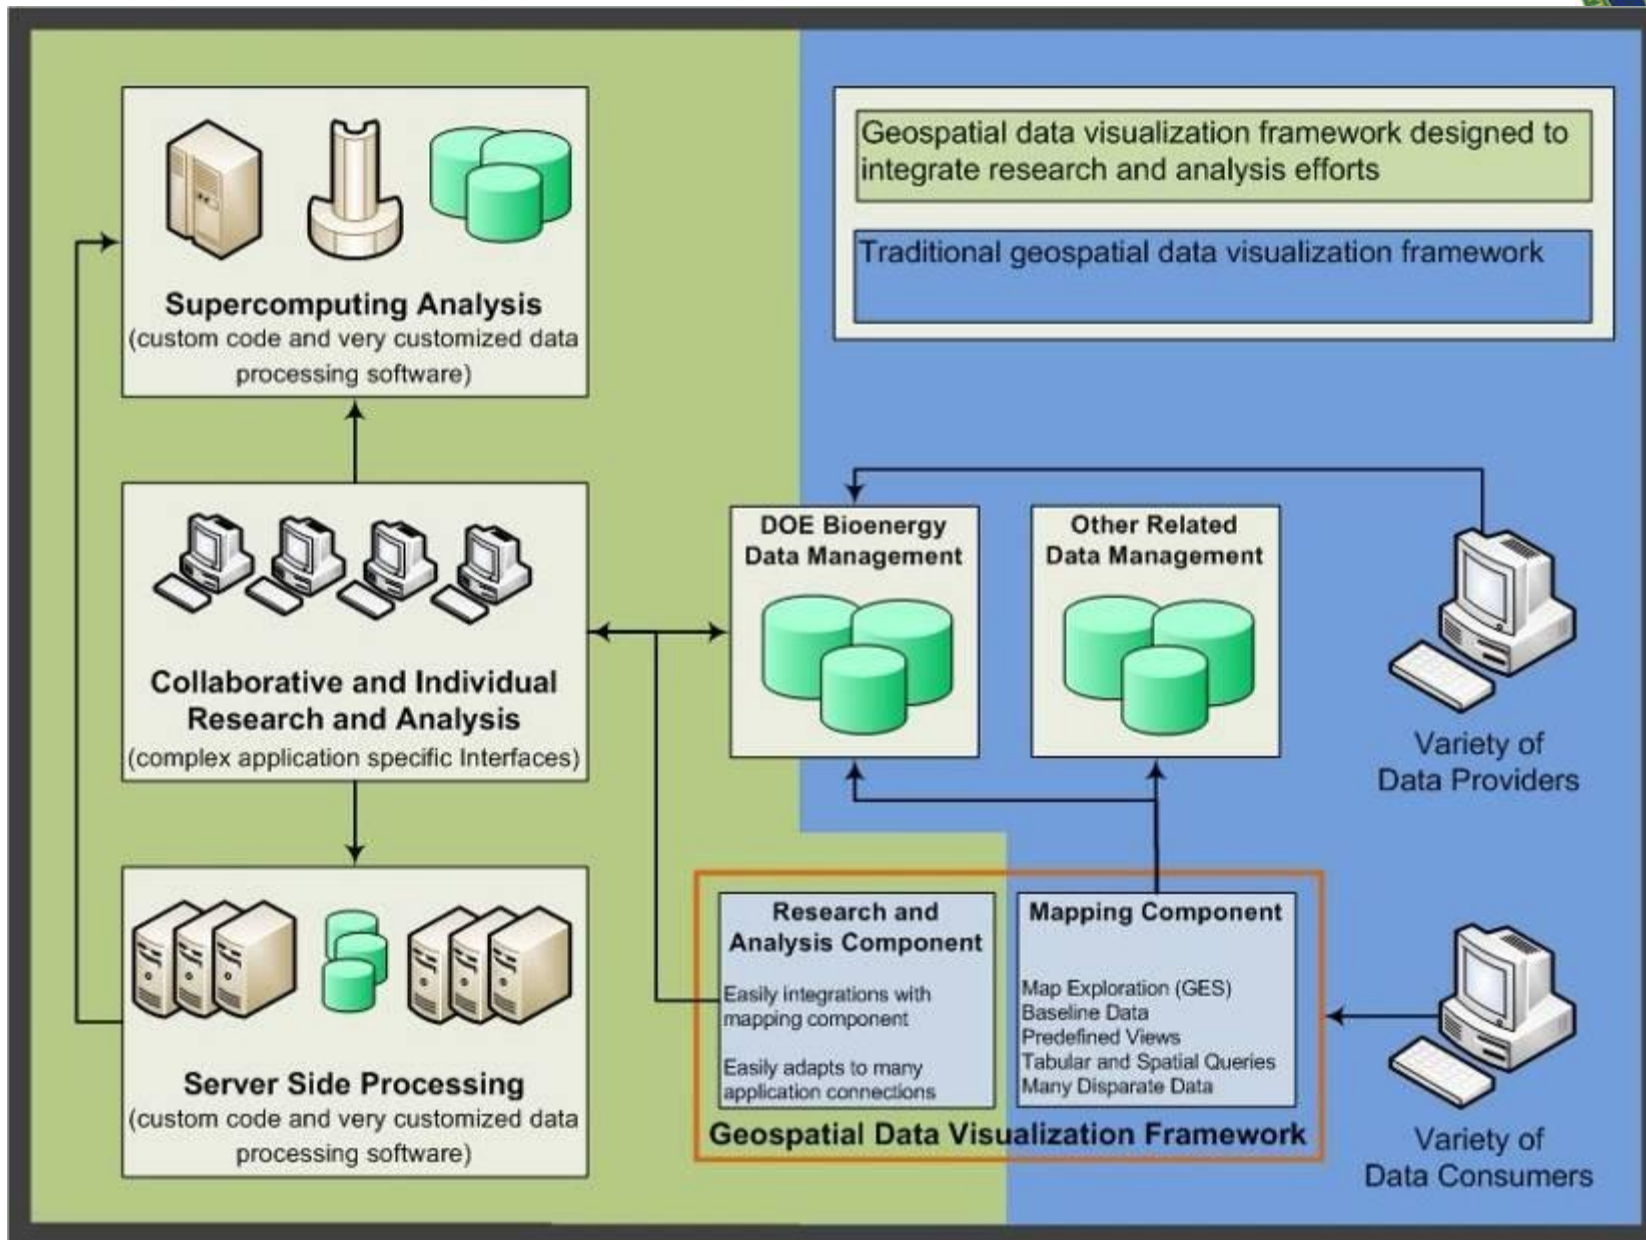 Geospatial data visualization framework designed to
integrate research and analysis efforts
Traditional geospatial data visualization framework
Supercomputing Analysis
(custom code and very customized data
processing software)
Collaborative and Individual
Research and Analysis
(complex application specific Interfaces)
Server Side Processing
(custom code and very customized data
processing software)
DOE Bioenergy
Data Management
Other Related
Data Management
Variety of
Data Providers
Research and
Analysis Component
Easily integrations with
mapping component
Easily adapts to many
application connections
Mapping Component
Map Exploration (GES)
Baseline Data
Predefined Views
Tabular and Spatial Queries
Many Disparate Data
Geospatial Data Visualization Framework
Variety of
Data Consumers